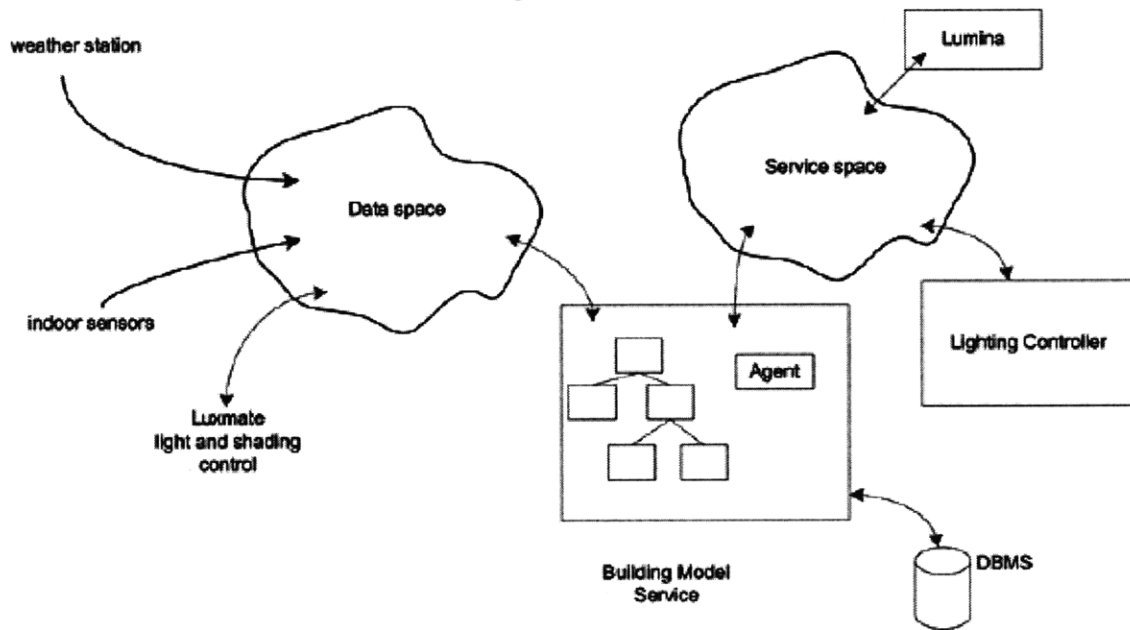 weather station
Lumina
Service space
Data space
indoor sensors
Lighting Controller
Agent
Luxmate
light and shading
control
Building Model
Service
DBMS